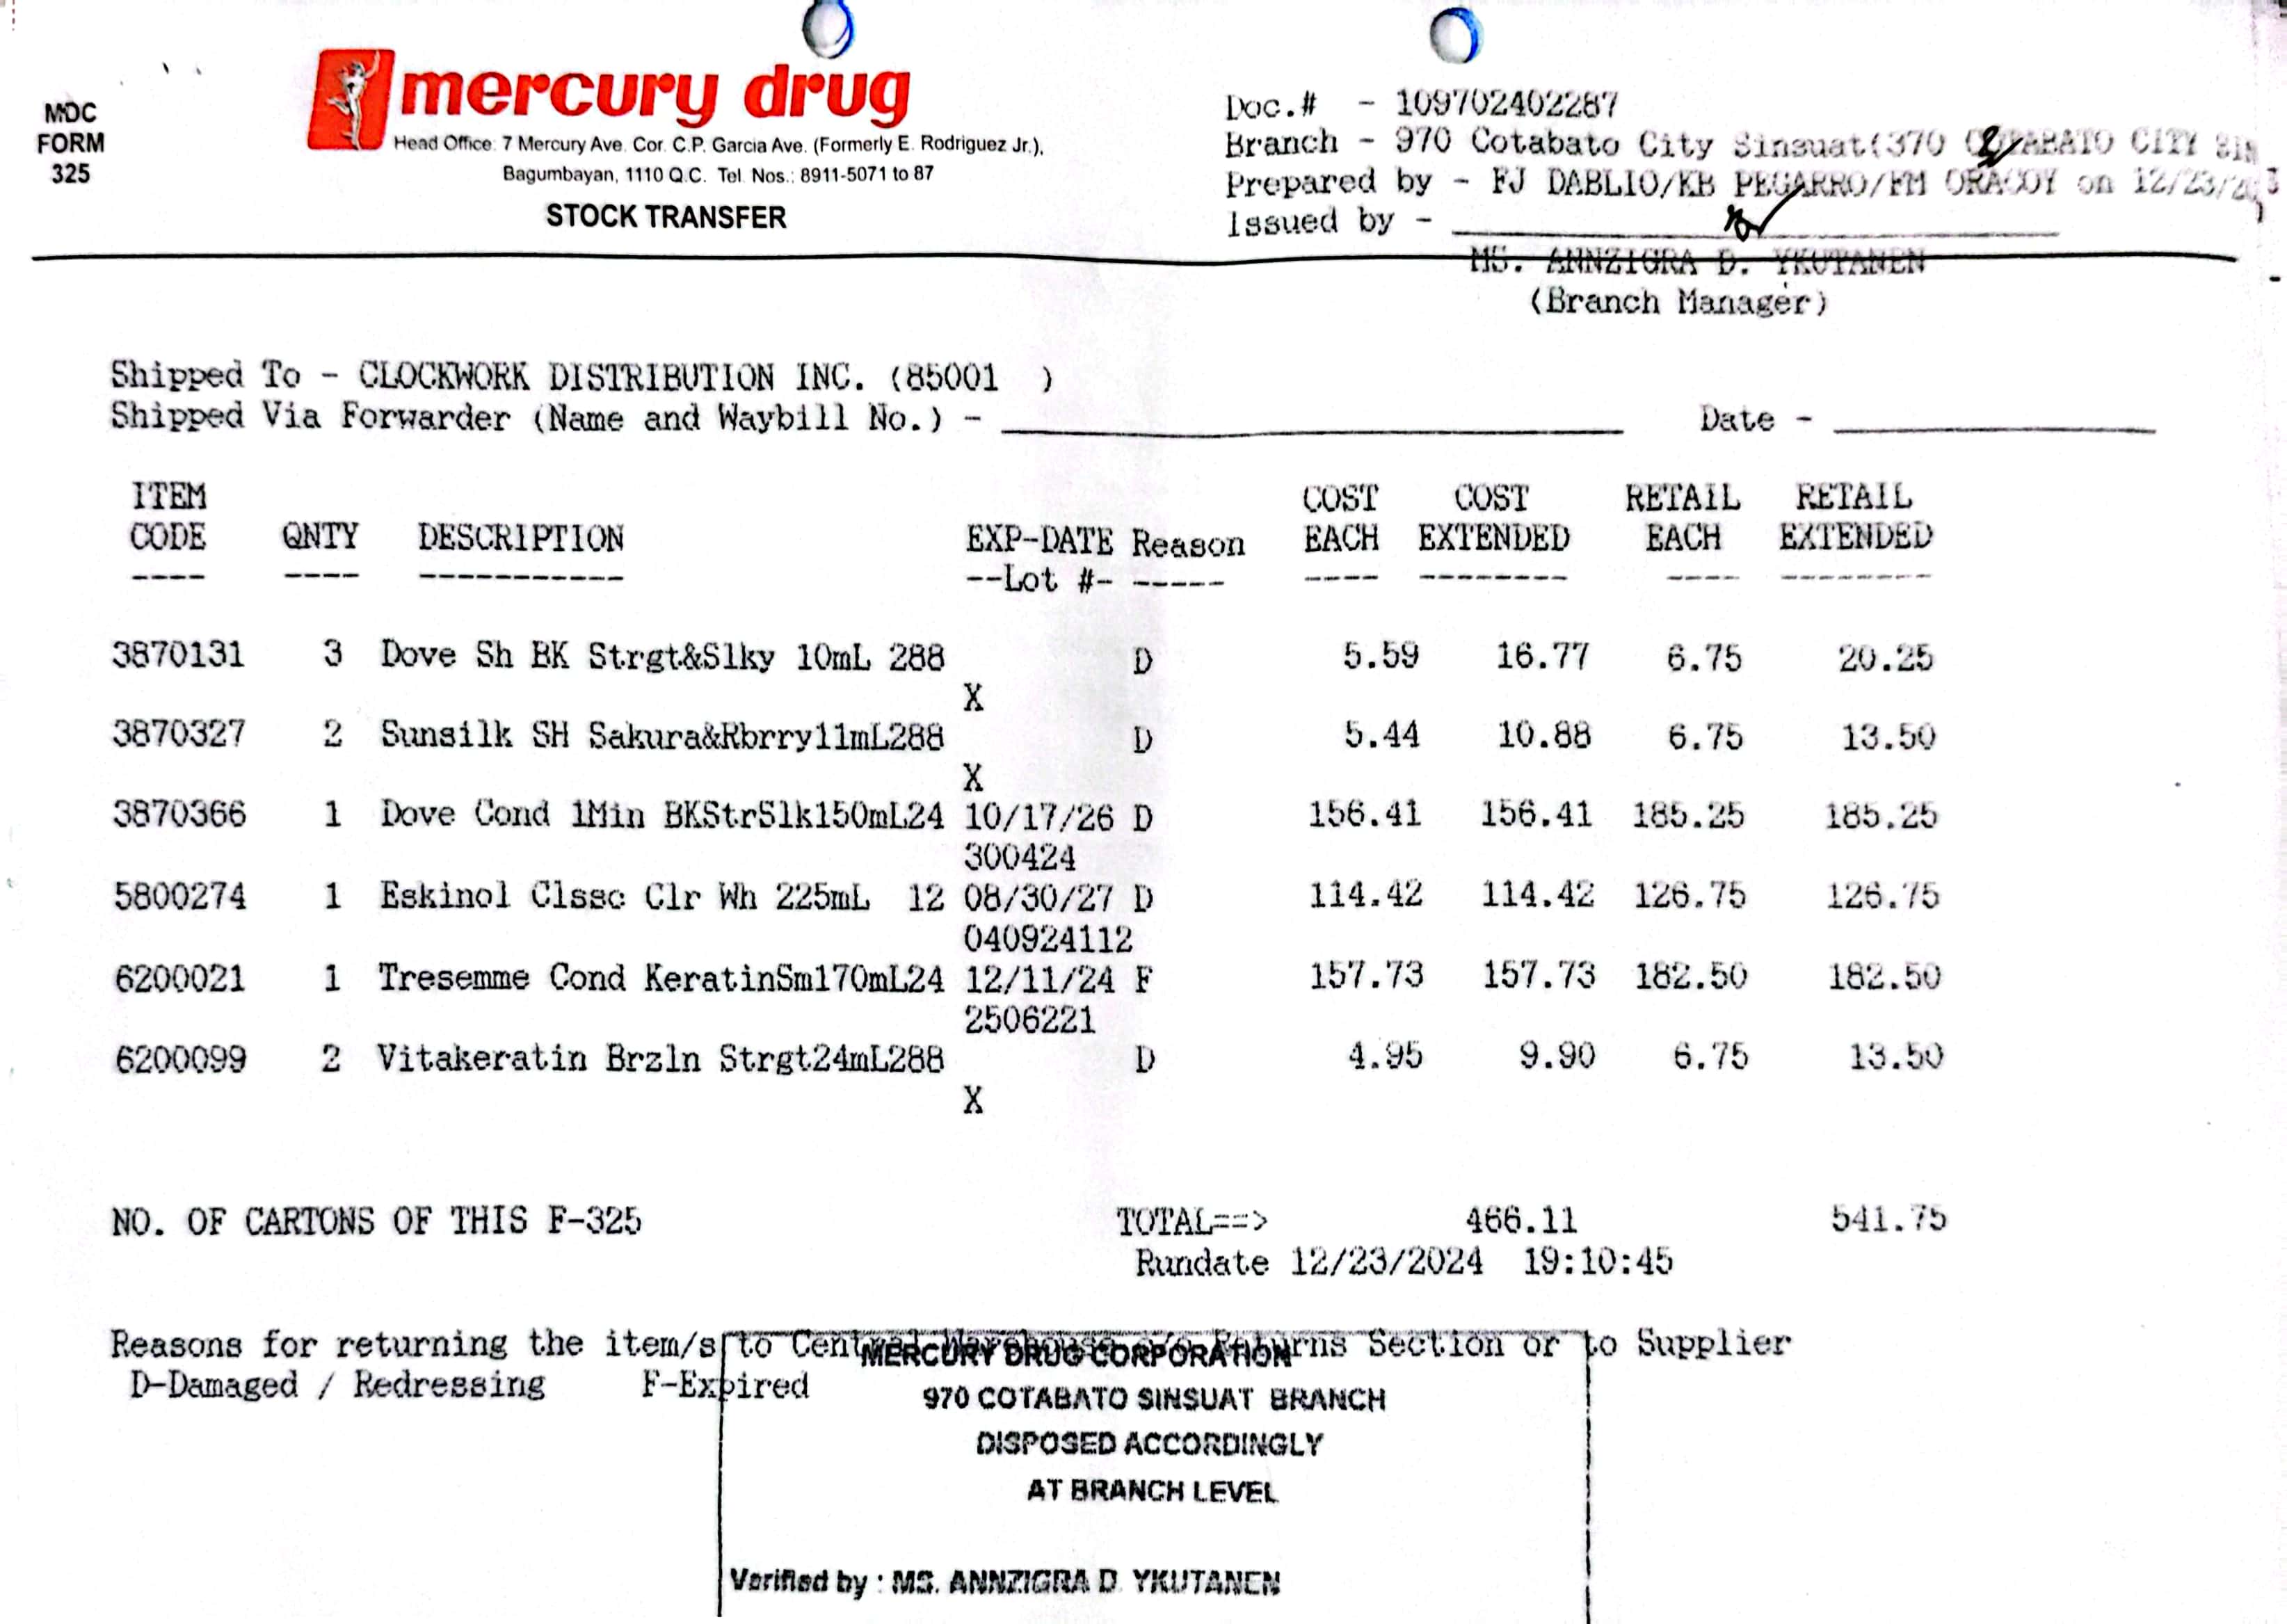 MDC
FORM
325
mercury drug
Head Office: 7 Mercury Ave. Cor. C.P. Garcia Ave. (Formerly E. Rodriguez Jr.),
Bagumbayan, 1110 Q.C. Tel. Nos.: 8911-5071 to 87
STOCK TRANSFER
Doc.# - 109702402287
Branch - 970 Cotabato City Sinsuat(370 COTABATO CITY SIN
Prepared by - FJ DABLIO/KB PEGARRO/FM ORACOY on 12/23/202
Issued by -
MS. ANNZIGRA D. YKUTANEN
(Branch Manager)
Shipped To - CLOCKWORK DISTRIBUTION INC. (85001 )
Shipped Via Forwarder (Name and Waybill No.) - Date -
ITEM COST COST RETAIL RETAIL
CODE QNTY DESCRIPTION EXP-DATE Reason EACH EXTENDED EACH EXTENDED
---- ---- ----------- --Lot #- ----- ---- -------- ---- --------
3870131 3 Dove Sh BK Strgt&Slky 10mL 288 D 5.59 16.77 6.75 20.25
X
3870327 2 Sunsilk SH Sakura&Rbrry11mL288 D 5.44 10.88 6.75 13.50
X
3870366 1 Dove Cond 1Min BKStrSlk150mL24 10/17/26 D 156.41 156.41 185.25 185.25
300424
5800274 1 Eskinol Clssc Clr Wh 225mL 12 08/30/27 D 114.42 114.42 126.75 126.75
040924112
6200021 1 Tresemme Cond KeratinSm170mL24 12/11/24 F 157.73 157.73 182.50 182.50
2506221
6200099 2 Vitakeratin Brzln Strgt24mL288 D 4.95 9.90 6.75 13.50
X
NO. OF CARTONS OF THIS F-325 TOTAL==> 466.11 541.75
Rundate 12/23/2024 19:10:45
Reasons for returning the item/s to Central Warehouse c/o Returns Section or to Supplier
D-Damaged / Redressing F-Expired
MERCURY DRUG CORPORATION
970 COTABATO SINSUAT BRANCH
DISPOSED ACCORDINGLY
AT BRANCH LEVEL
Verified by : MS. ANNZIGRA D. YKUTANEN